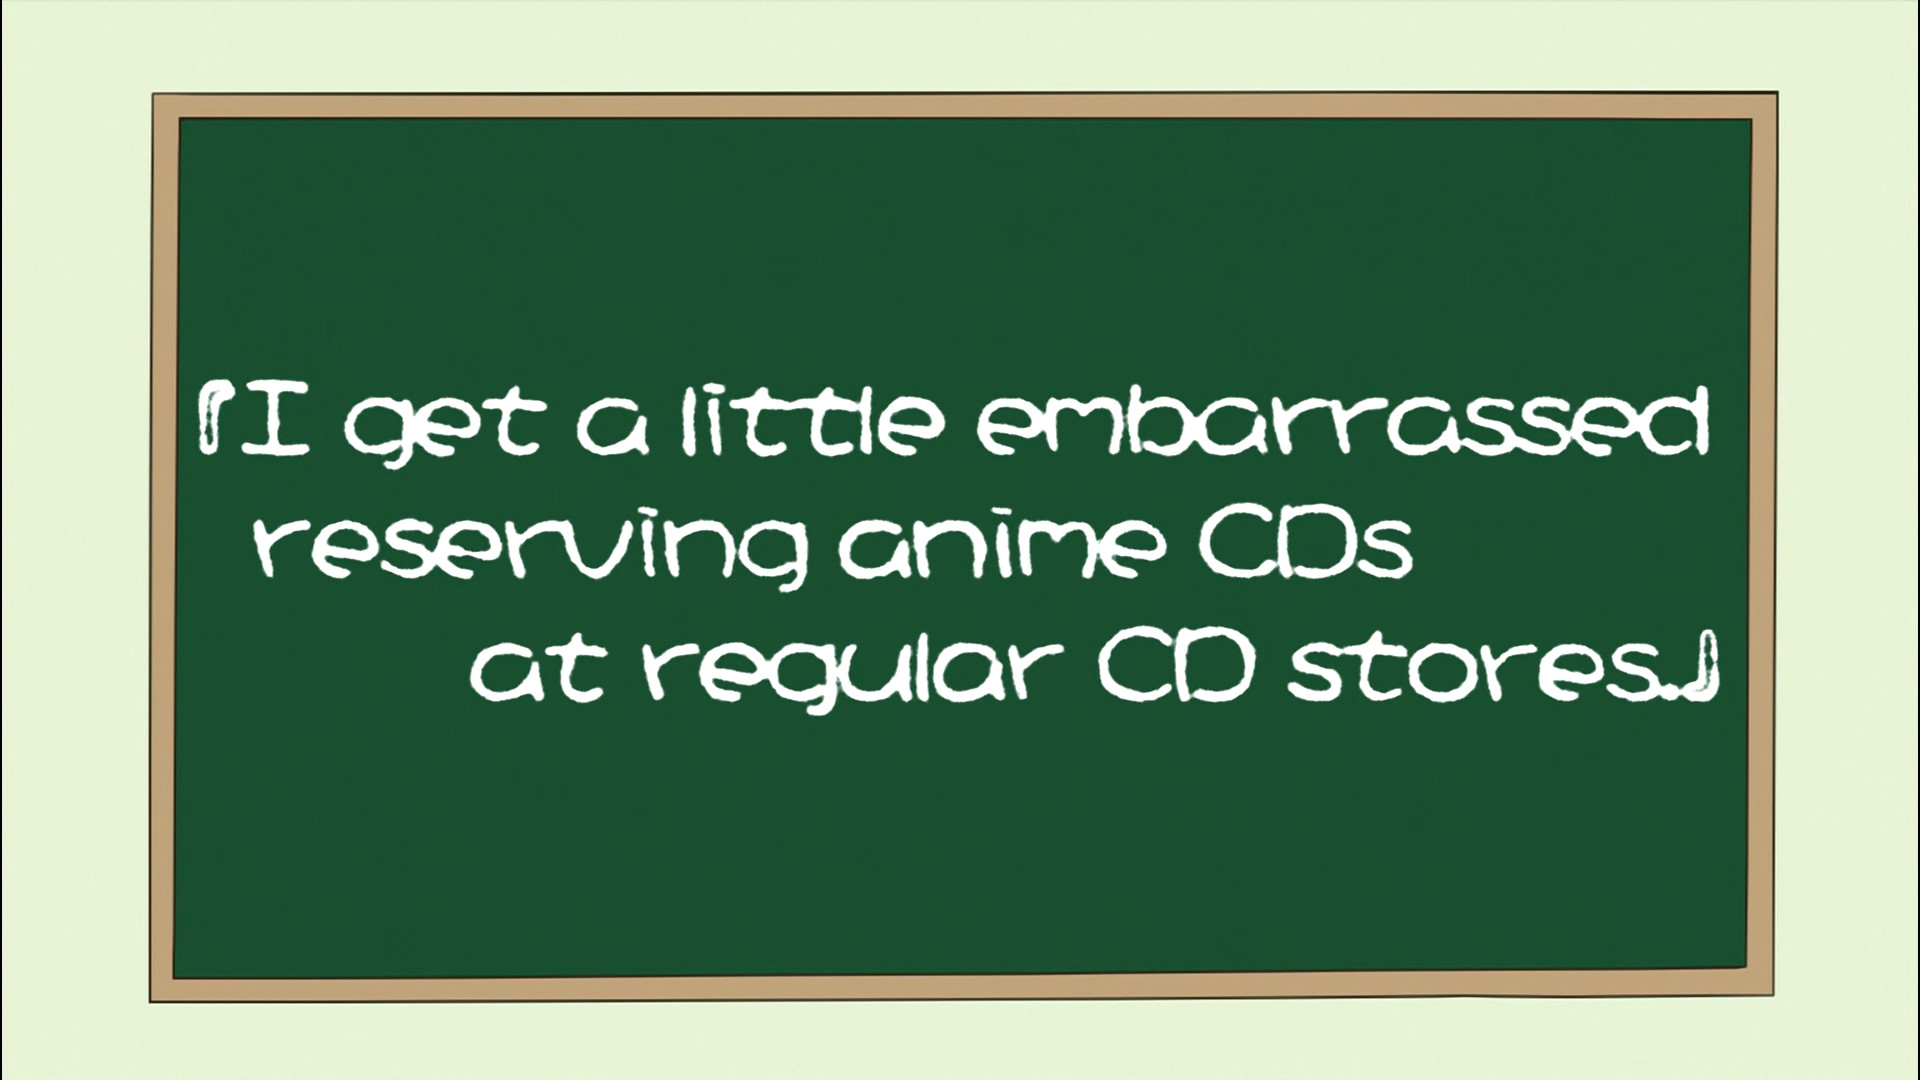 『I get a little embarrassed
reserving anime CDs
at regular CD stores.』